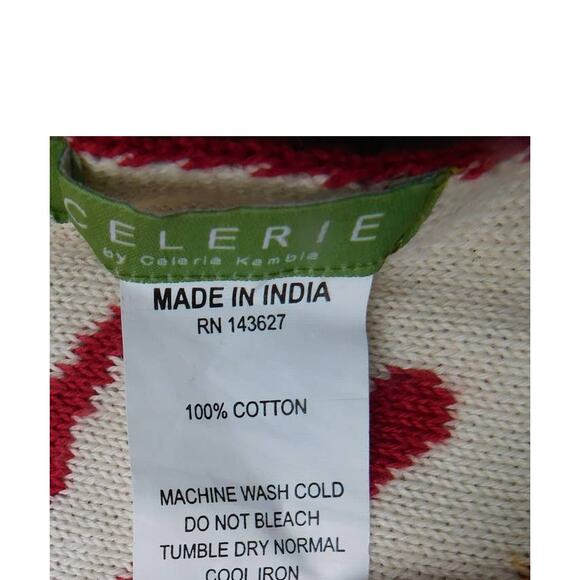 CELERIE
by Celerie Kemble
MADE IN INDIA
RN 143627
100% COTTON
MACHINE WASH COLD
DO NOT BLEACH
TUMBLE DRY NORMAL
COOL IRON